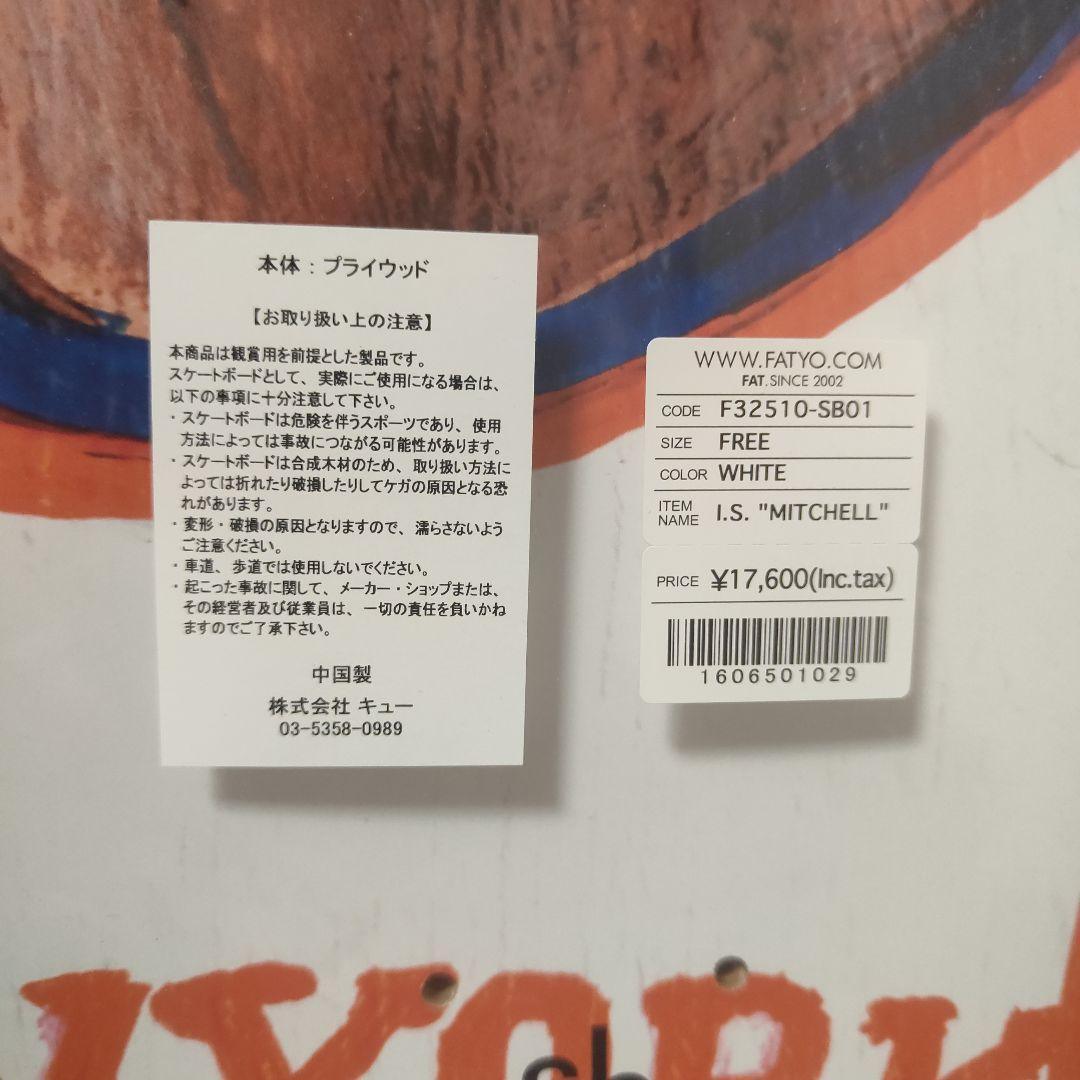 本体：プライウッド
【お取り扱い上の注意】
本商品は観賞用を前提とした製品です。
スケートボードとして、実際にご使用になる場合は、
以下の事項に十分注意して下さい。
・スケートボードは危険を伴うスポーツであり、使用
方法によっては事故につながる可能性があります。
・スケートボードは合成木材のため、取り扱い方法に
よっては折れたり破損したりしてケガの原因となる恐
れがあります。
・変形・破損の原因となりますので、濡らさないよう
ご注意ください。
・車道、歩道では使用しないでください。
・起こった事故に関して、メーカー・ショップまたは、
その経営者及び従業員は、一切の責任を負いかね
ますのでご了承下さい。
中国製
株式会社 キュー
03-5358-0989
WWW.FATYO.COM
FAT.SINCE 2002
CODE F32510-SB01
SIZE FREE
COLOR WHITE
ITEM NAME I.S. "MITCHELL"
PRICE ¥17,600(Inc.tax)
1606501029